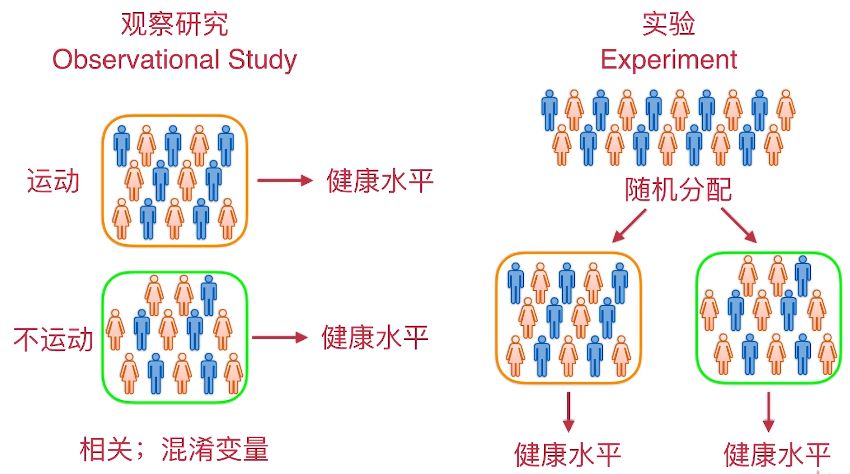 观察研究
Observational Study
运动
健康水平
不运动
健康水平
相关；混淆变量
实验
Experiment
随机分配
健康水平
健康水平